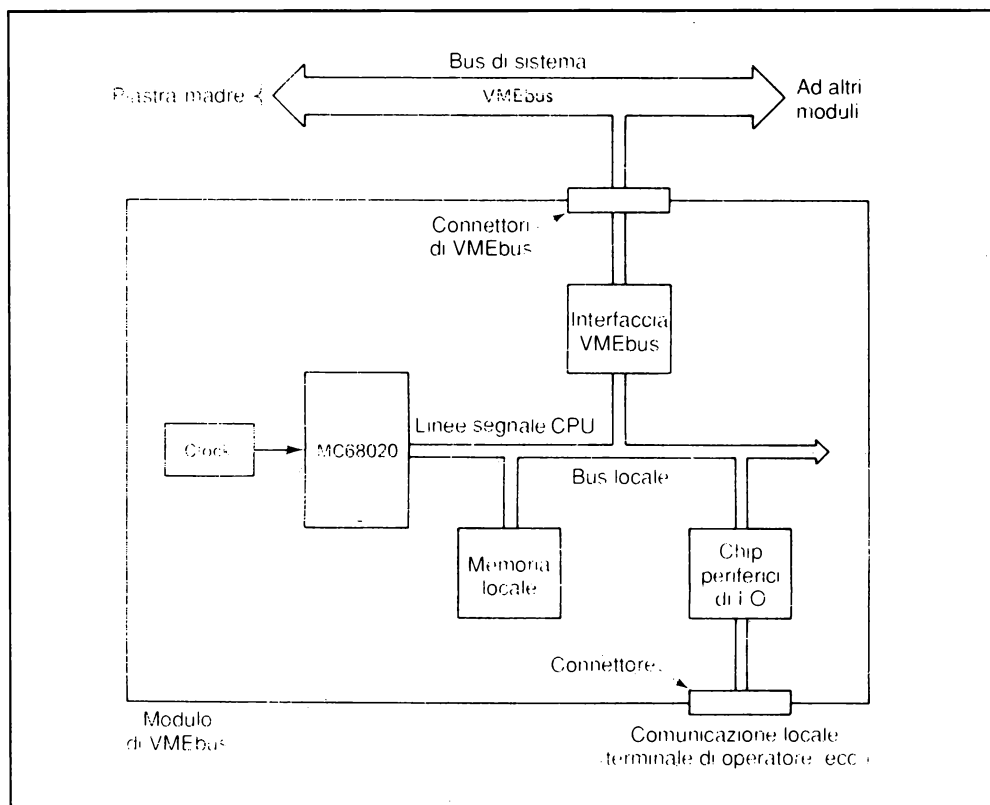 Bus di sistema
VMEbus
Piastra madre
Ad altri
moduli
Connettori
di VMEbus
Interfaccia
VMEbus
Linee segnale CPU
Clock
MC68020
Bus locale
Memoria
locale
Chip
periferici
di I/O
Connettore
Modulo
di VMEbus
Comunicazione locale
(terminale di operatore, ecc.)